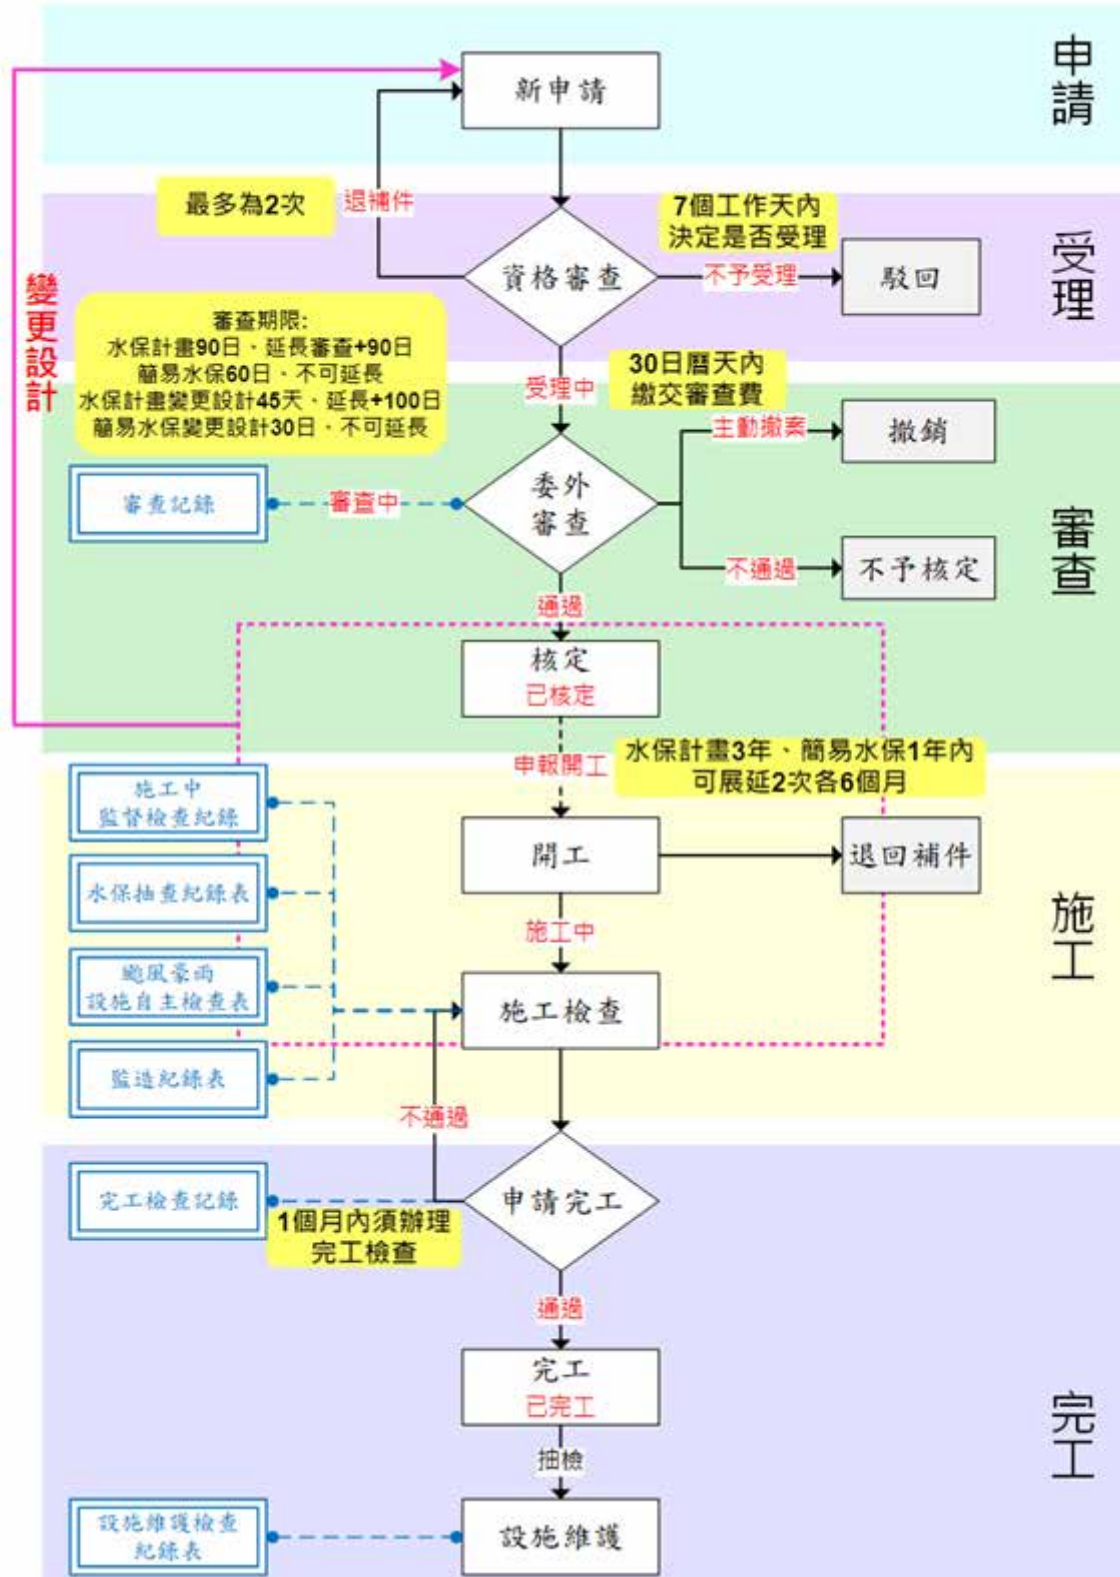 申請
新申請
最多為2次
退補件
7個工作天內
決定是否受理
受理
資格審查
不予受理
駁回
變更設計
審查期限:
水保計畫90日、延長審查+90日
簡易水保60日、不可延長
水保計畫變更設計45天、延長+100日
簡易水保變更設計30日、不可延長
受理中
30日曆天內
繳交審查費
主動撤案
撤銷
審查記錄
審查中
委外
審查
審查
不通過
不予核定
通過
核定
已核定
申報開工
水保計畫3年、簡易水保1年內
可展延2次各6個月
施工中
監督檢查紀錄
開工
退回補件
水保抽查紀錄表
施工中
施工
颱風豪雨
設施自主檢查表
施工檢查
監造紀錄表
不通過
完工檢查記錄
申請完工
1個月內須辦理
完工檢查
通過
完工
已完工
完工
抽檢
設施維護檢查
紀錄表
設施維護